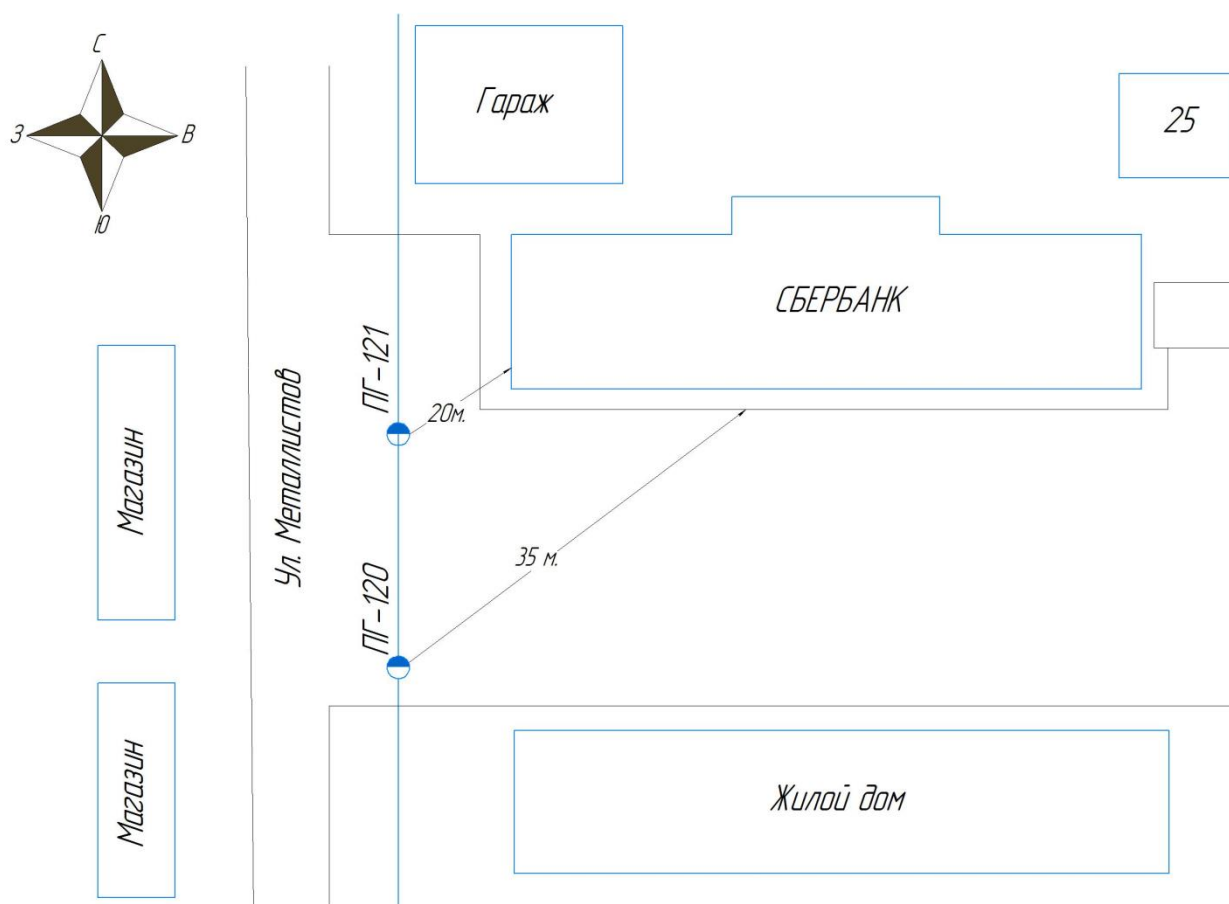 С
З
В
Ю
Гараж
25
СБЕРБАНК
ПГ-121
20м.
Ул. Металлистов
Магазин
35 м.
ПГ-120
Магазин
Жилой дом